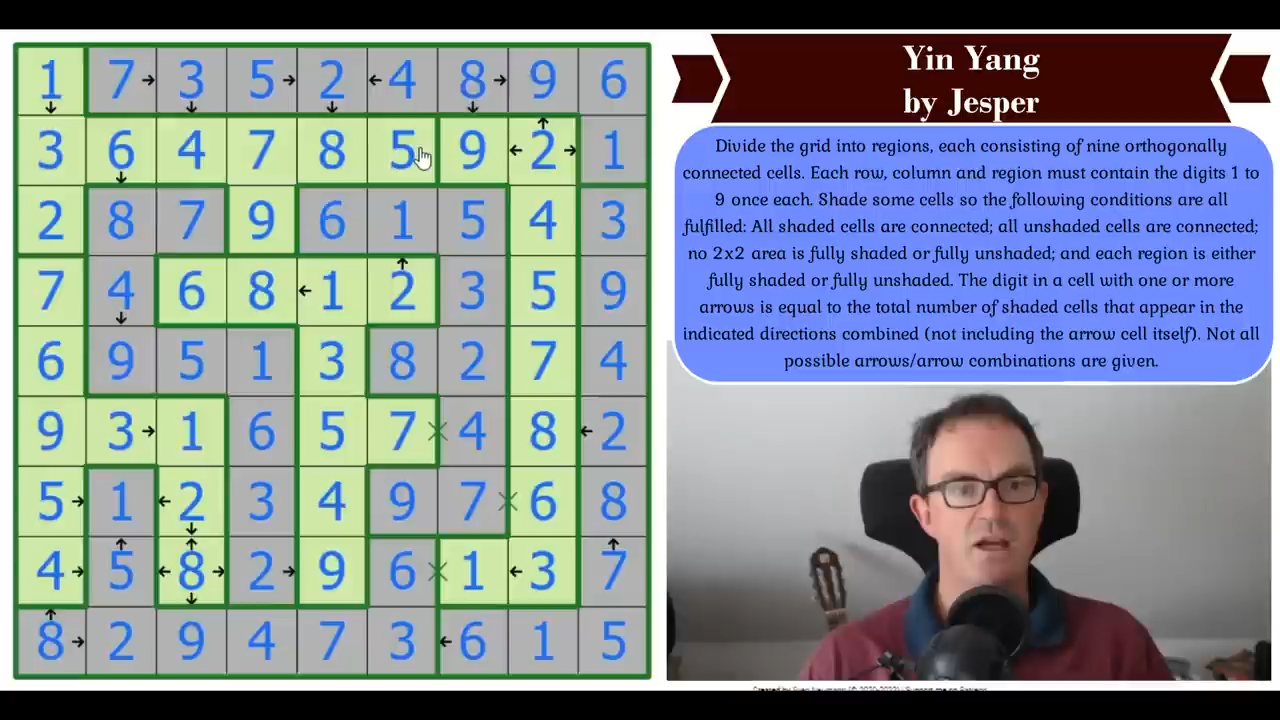 Yin Yang
by Jesper
Divide the grid into regions, each consisting of nine orthogonally
connected cells. Each row, column and region must contain the digits 1 to
9 once each. Shade some cells so the following conditions are all
fulfilled: All shaded cells are connected; all unshaded cells are connected;
no 2x2 area is fully shaded or fully unshaded; and each region is either
fully shaded or fully unshaded. The digit in a cell with one or more
arrows is equal to the total number of shaded cells that appear in the
indicated directions combined (not including the arrow cell itself). Not all
possible arrows/arrow combinations are given.
1 7 3 5 2 4 8 9 6
3 6 4 7 8 5 9 2 1
2 8 7 9 6 1 5 4 3
7 4 6 8 1 2 3 5 9
6 9 5 1 3 8 2 7 4
9 3 1 6 5 7 4 8 2
5 1 2 3 4 9 7 6 8
4 5 8 2 9 6 1 3 7
8 2 9 4 7 3 6 1 5